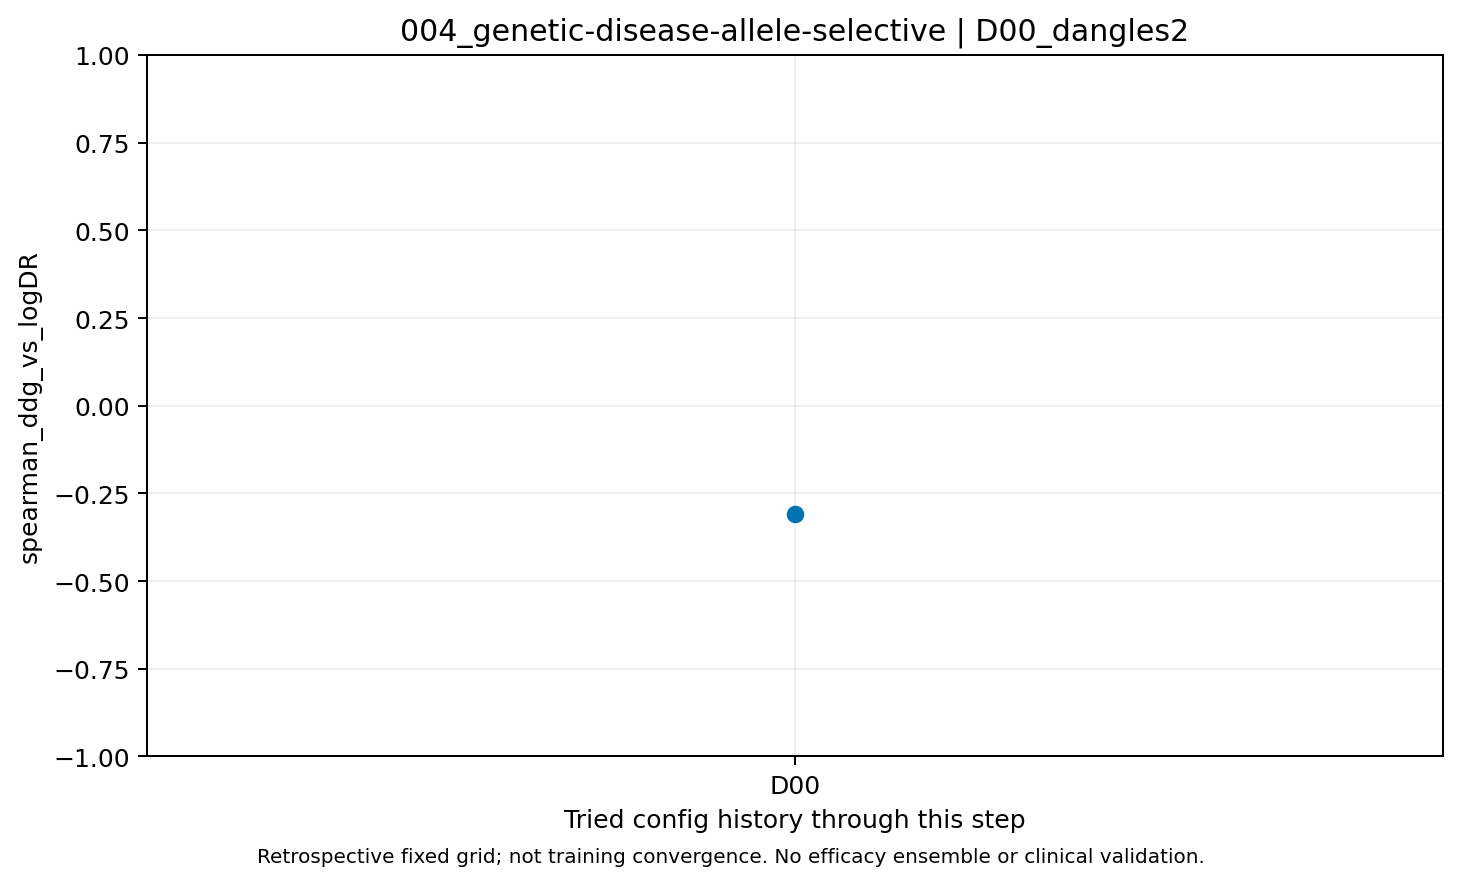 004_genetic-disease-allele-selective | D00_dangles2
1.00
0.75
0.50
0.25
0.00
−0.25
−0.50
−0.75
−1.00
spearman_ddg_vs_logDR
D00
Tried config history through this step
Retrospective fixed grid; not training convergence. No efficacy ensemble or clinical validation.